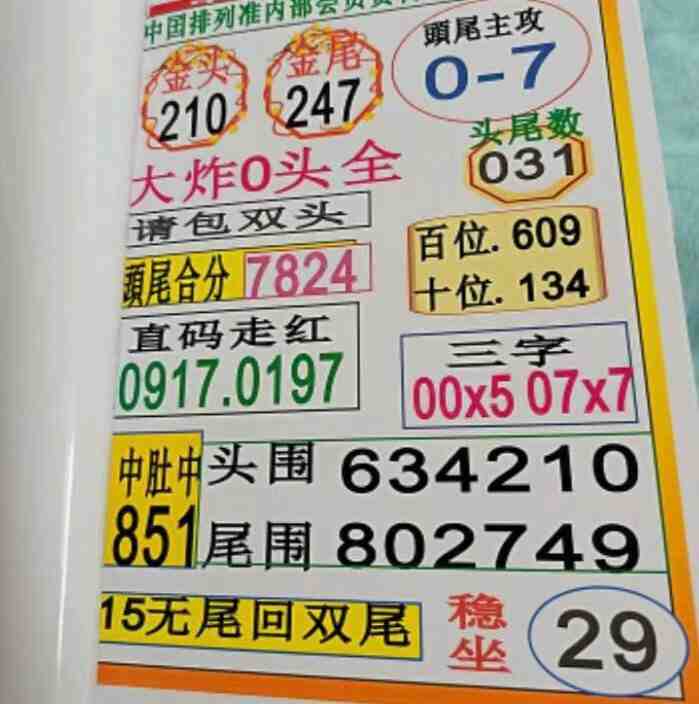 中国排列准内部会员
金头 金尾 頭尾主攻
210 247 0-7
头尾数
031
大炸0头全
请包双头
百位. 609
十位. 134
頭尾合分 7824
直码走红
0917.0197
三字
00x5 07x7
中肚中 头围 634210
851 尾围 802749
15无尾回双尾
稳坐 29